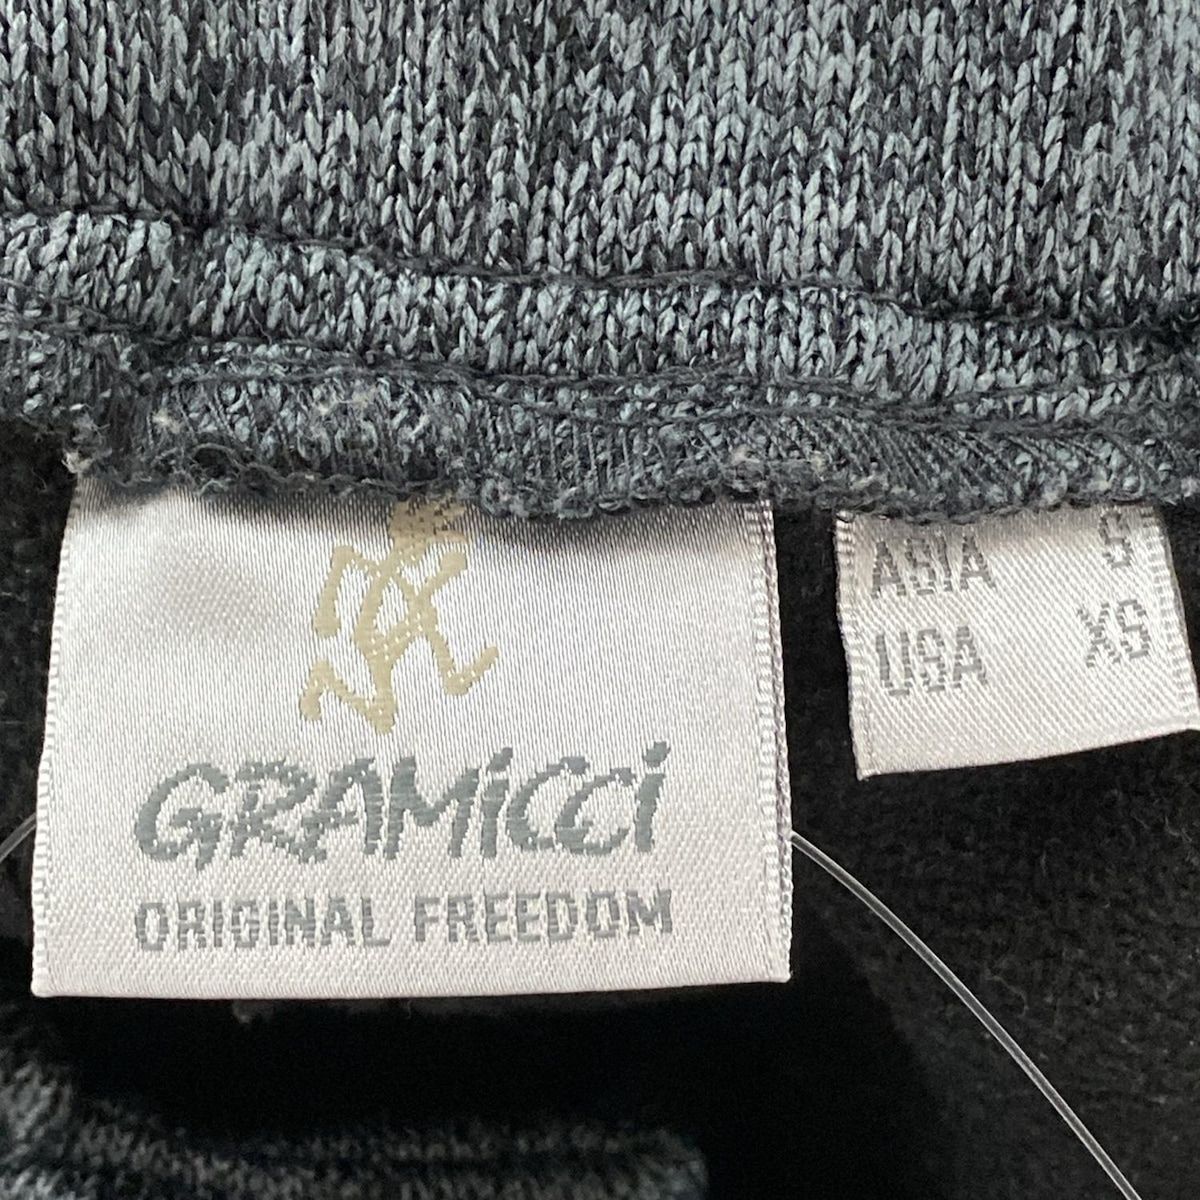 GRAMiCCi
ORIGINAL FREEDOM
ASIA S
USA XS